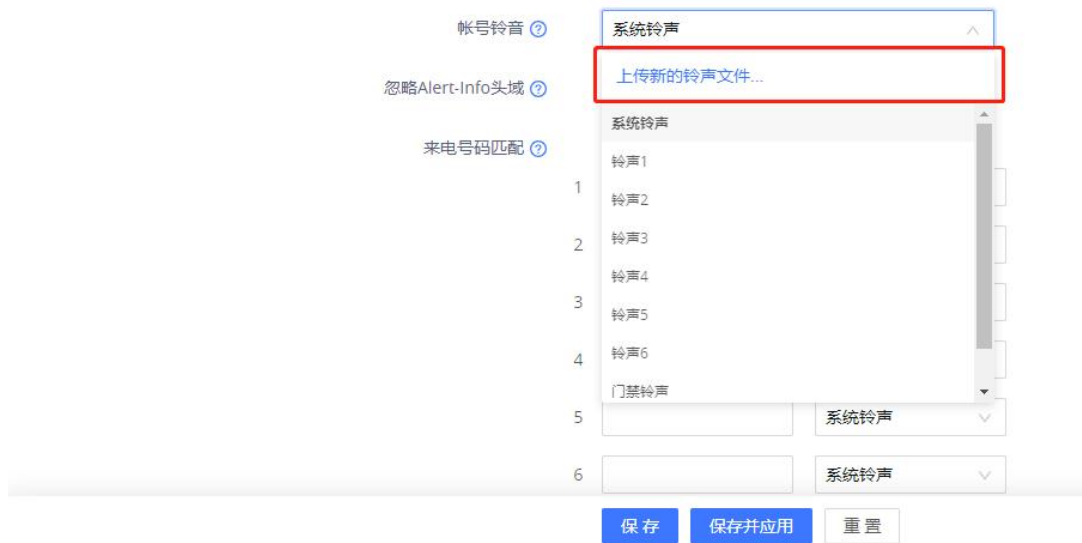 帐号铃音
系统铃声
上传新的铃声文件...
忽略Alert-Info头域
系统铃声
来电号码匹配
铃声1
1
铃声2
2
铃声3
铃声4
3
铃声5
4
铃声6
门禁铃声
5
系统铃声
6
系统铃声
保存 保存并应用 重置